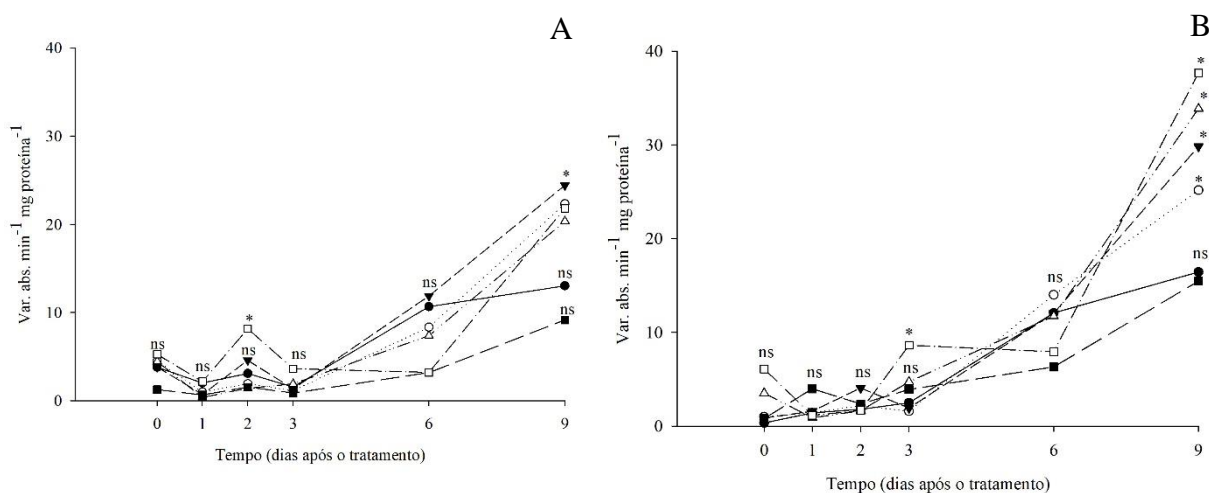 A
40
30
20
10
0
Var. abs. min⁻¹ mg proteína⁻¹
*
ns
*
ns
ns
ns
ns
ns
ns
ns
0 1 2 3 6 9
Tempo (dias após o tratamento)
B
40
30
20
10
0
Var. abs. min⁻¹ mg proteína⁻¹
*
*
*
*
ns
ns
*
ns
ns
ns
ns
0 1 2 3 6 9
Tempo (dias após o tratamento)